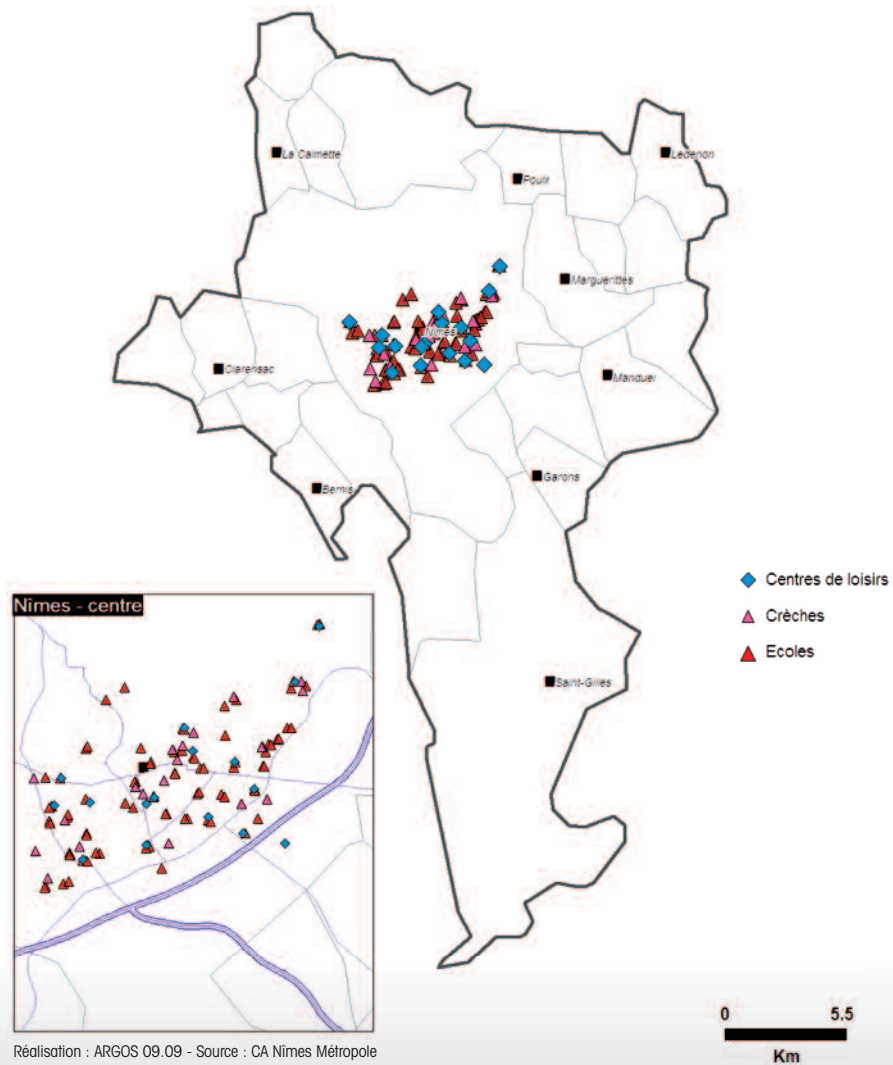 La Calmette
Ledenon
Poulx
Marguerittes
Nîmes
Clarensac
Manduel
Garons
Bernis
Centres de loisirs
Crèches
Ecoles
Nîmes - centre
Saint-Gilles
0 5.5
Km
Réalisation : ARGOS 09.09 - Source : CA Nîmes Métropole